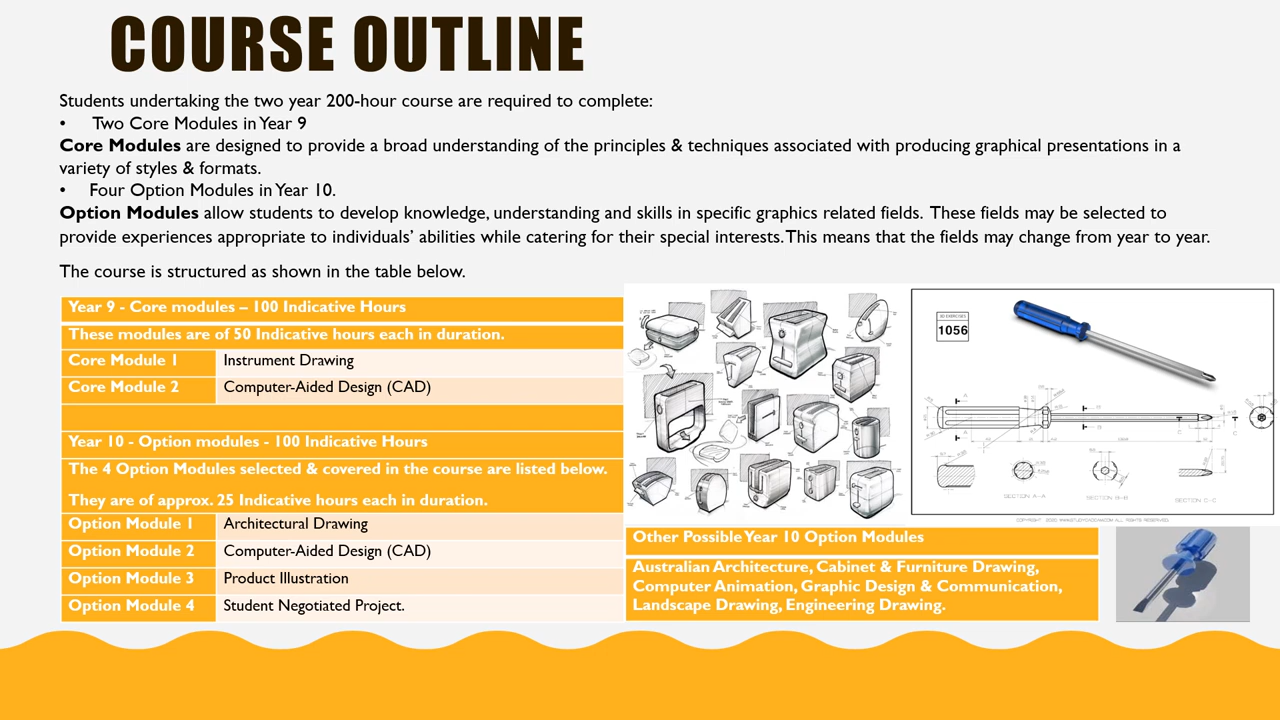 COURSE OUTLINE
Students undertaking the two year 200-hour course are required to complete:
• Two Core Modules in Year 9
Core Modules are designed to provide a broad understanding of the principles & techniques associated with producing graphical presentations in a
variety of styles & formats.
• Four Option Modules in Year 10.
Option Modules allow students to develop knowledge, understanding and skills in specific graphics related fields. These fields may be selected to
provide experiences appropriate to individuals' abilities while catering for their special interests. This means that the fields may change from year to year.
The course is structured as shown in the table below.
Year 9 - Core modules – 100 Indicative Hours
These modules are of 50 Indicative hours each in duration.
Core Module 1 Instrument Drawing
Core Module 2 Computer-Aided Design (CAD)
Year 10 - Option modules - 100 Indicative Hours
The 4 Option Modules selected & covered in the course are listed below.
They are of approx. 25 Indicative hours each in duration.
Option Module 1 Architectural Drawing
Option Module 2 Computer-Aided Design (CAD)
Option Module 3 Product Illustration
Option Module 4 Student Negotiated Project.
1056
SECTION A-A
SECTION B-B
SECTION C-C
Other Possible Year 10 Option Modules
Australian Architecture, Cabinet & Furniture Drawing,
Computer Animation, Graphic Design & Communication,
Landscape Drawing, Engineering Drawing.